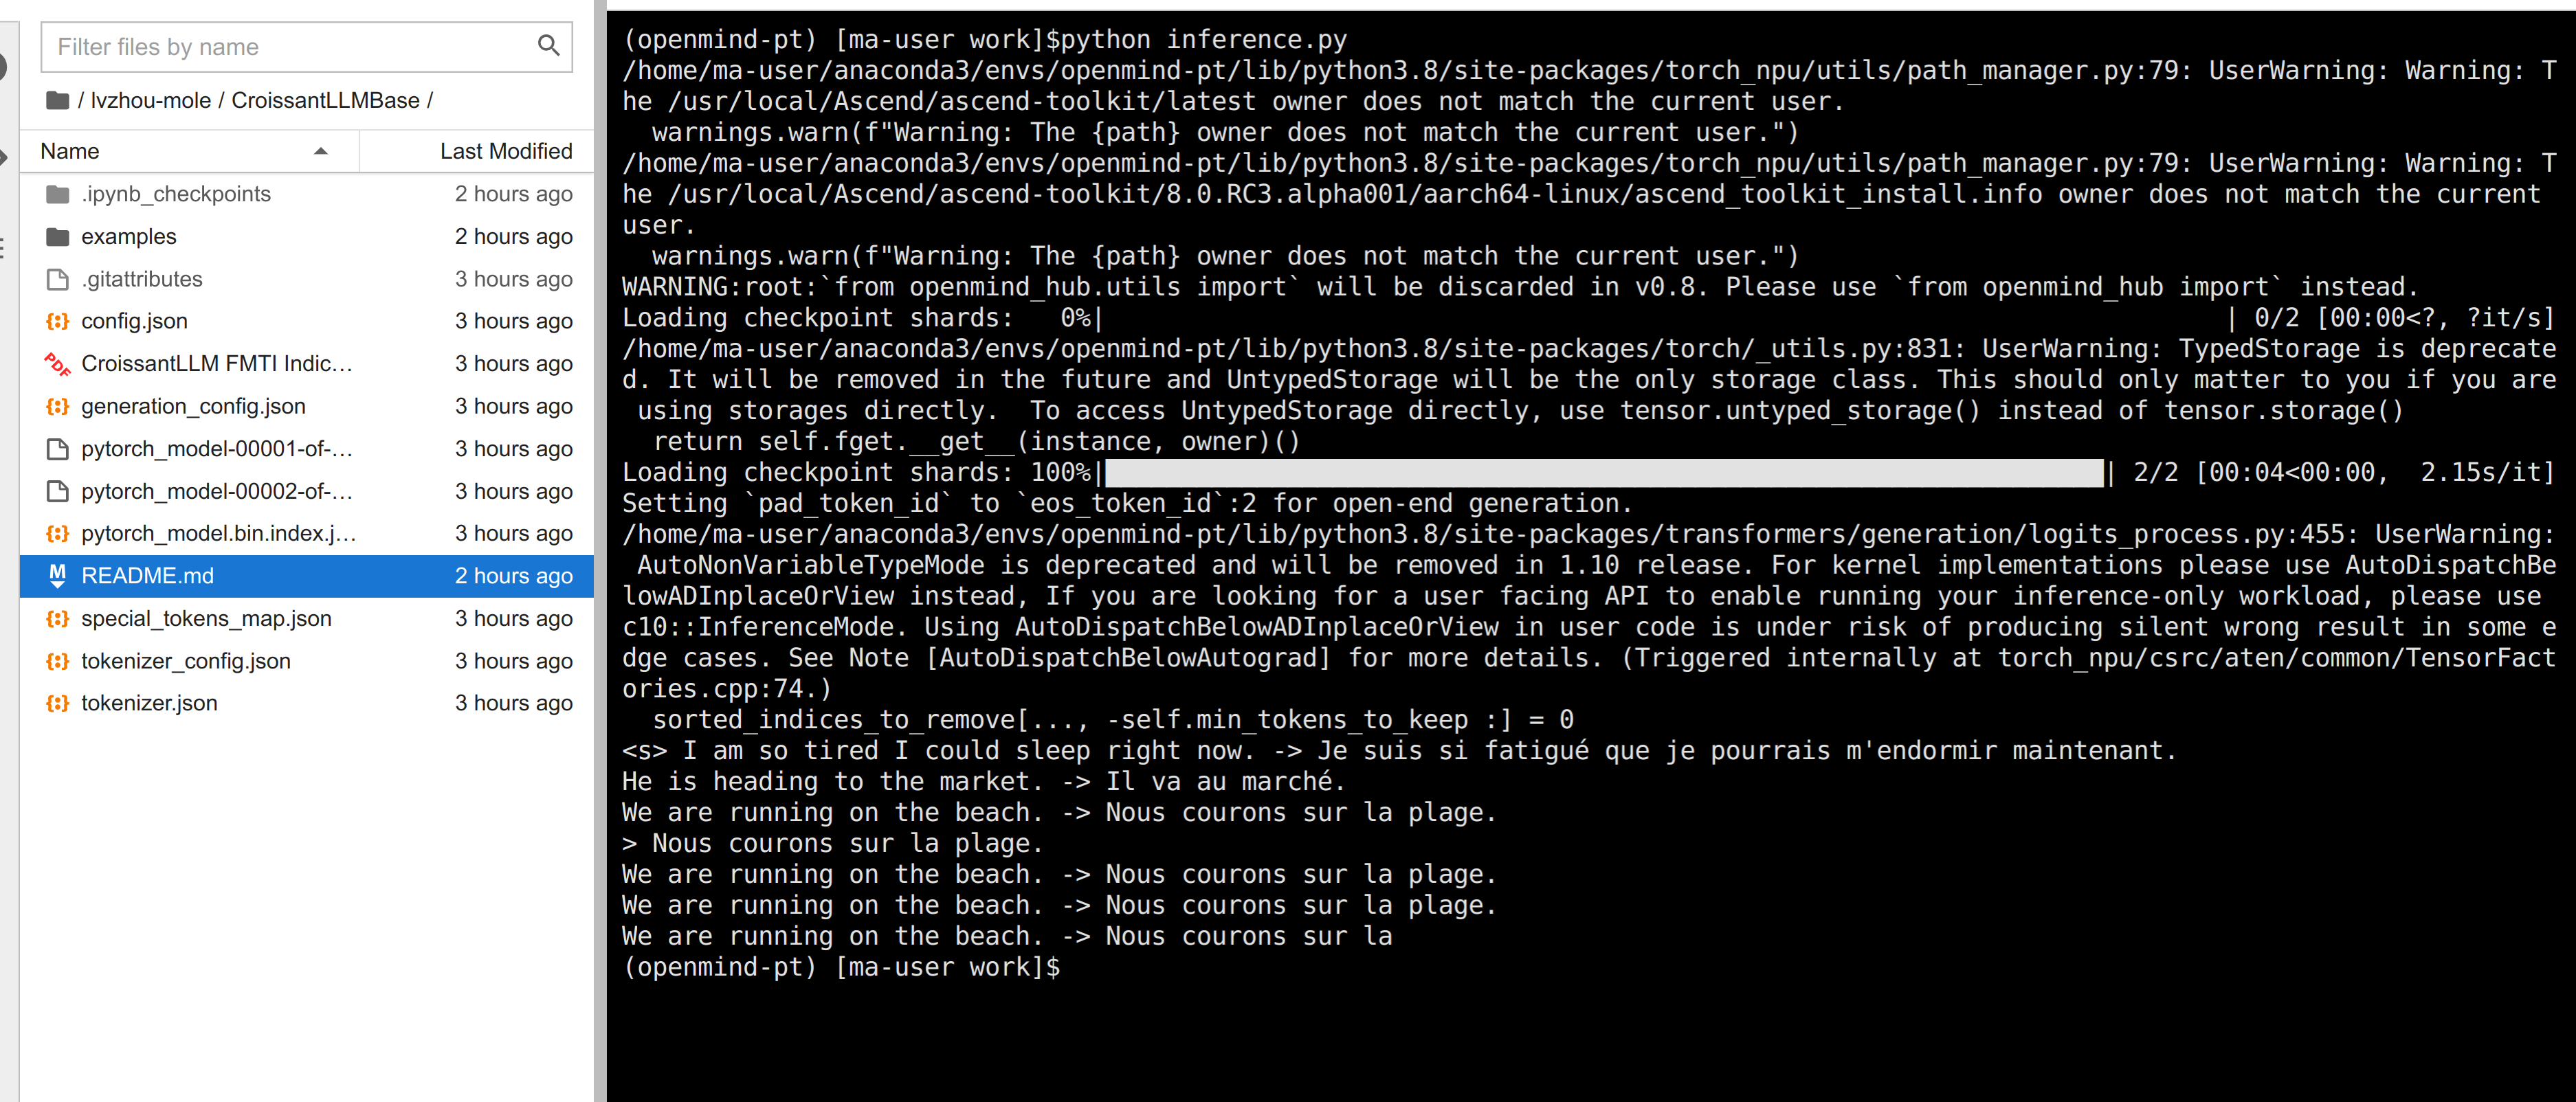 Filter files by name
/ lvzhou-mole / CroissantLLMBase /
Name Last Modified
.ipynb_checkpoints 2 hours ago
examples 2 hours ago
.gitattributes 3 hours ago
config.json 3 hours ago
PDF CroissantLLM FMTI Indic… 3 hours ago
generation_config.json 3 hours ago
pytorch_model-00001-of-… 3 hours ago
pytorch_model-00002-of-… 3 hours ago
pytorch_model.bin.index.j… 3 hours ago
README.md 2 hours ago
special_tokens_map.json 3 hours ago
tokenizer_config.json 3 hours ago
tokenizer.json 3 hours ago
(openmind-pt) [ma-user work]$python inference.py
/home/ma-user/anaconda3/envs/openmind-pt/lib/python3.8/site-packages/torch_npu/utils/path_manager.py:79: UserWarning: Warning: T
he /usr/local/Ascend/ascend-toolkit/latest owner does not match the current user.
  warnings.warn(f"Warning: The {path} owner does not match the current user.")
/home/ma-user/anaconda3/envs/openmind-pt/lib/python3.8/site-packages/torch_npu/utils/path_manager.py:79: UserWarning: Warning: T
he /usr/local/Ascend/ascend-toolkit/8.0.RC3.alpha001/aarch64-linux/ascend_toolkit_install.info owner does not match the current
user.
  warnings.warn(f"Warning: The {path} owner does not match the current user.")
WARNING:root:`from openmind_hub.utils import` will be discarded in v0.8. Please use `from openmind_hub import` instead.
Loading checkpoint shards:   0%| | 0/2 [00:00<?, ?it/s]
/home/ma-user/anaconda3/envs/openmind-pt/lib/python3.8/site-packages/torch/_utils.py:831: UserWarning: TypedStorage is deprecate
d. It will be removed in the future and UntypedStorage will be the only storage class. This should only matter to you if you are
 using storages directly.  To access UntypedStorage directly, use tensor.untyped_storage() instead of tensor.storage()
  return self.fget.__get__(instance, owner)()
Loading checkpoint shards: 100%| | 2/2 [00:04<00:00,  2.15s/it]
Setting `pad_token_id` to `eos_token_id`:2 for open-end generation.
/home/ma-user/anaconda3/envs/openmind-pt/lib/python3.8/site-packages/transformers/generation/logits_process.py:455: UserWarning:
 AutoNonVariableTypeMode is deprecated and will be removed in 1.10 release. For kernel implementations please use AutoDispatchBe
lowADInplaceOrView instead, If you are looking for a user facing API to enable running your inference-only workload, please use
c10::InferenceMode. Using AutoDispatchBelowADInplaceOrView in user code is under risk of producing silent wrong result in some e
dge cases. See Note [AutoDispatchBelowAutograd] for more details. (Triggered internally at torch_npu/csrc/aten/common/TensorFact
ories.cpp:74.)
  sorted_indices_to_remove[..., -self.min_tokens_to_keep :] = 0
<s> I am so tired I could sleep right now. -> Je suis si fatigué que je pourrais m'endormir maintenant.
He is heading to the market. -> Il va au marché.
We are running on the beach. -> Nous courons sur la plage.
> Nous courons sur la plage.
We are running on the beach. -> Nous courons sur la plage.
We are running on the beach. -> Nous courons sur la plage.
We are running on the beach. -> Nous courons sur la
(openmind-pt) [ma-user work]$